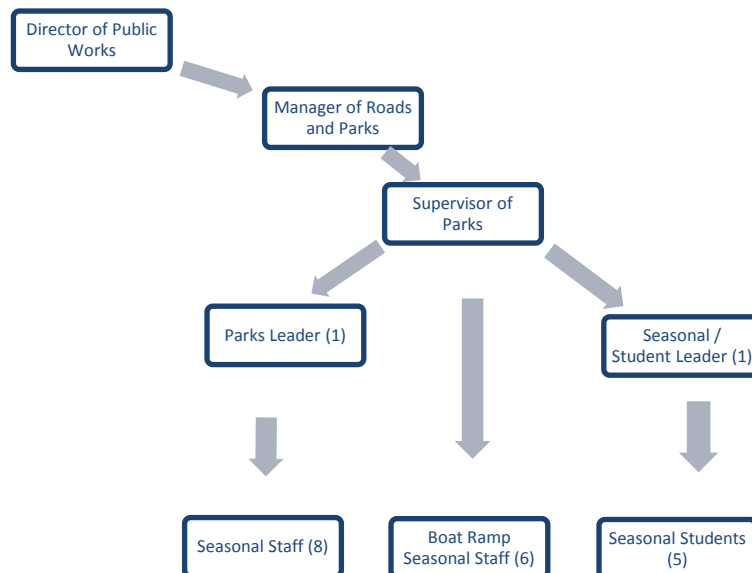 Director of Public
Works
Manager of Roads
and Parks
Supervisor of
Parks
Parks Leader (1)
Seasonal /
Student Leader (1)
Seasonal Staff (8)
Boat Ramp
Seasonal Staff (6)
Seasonal Students
(5)